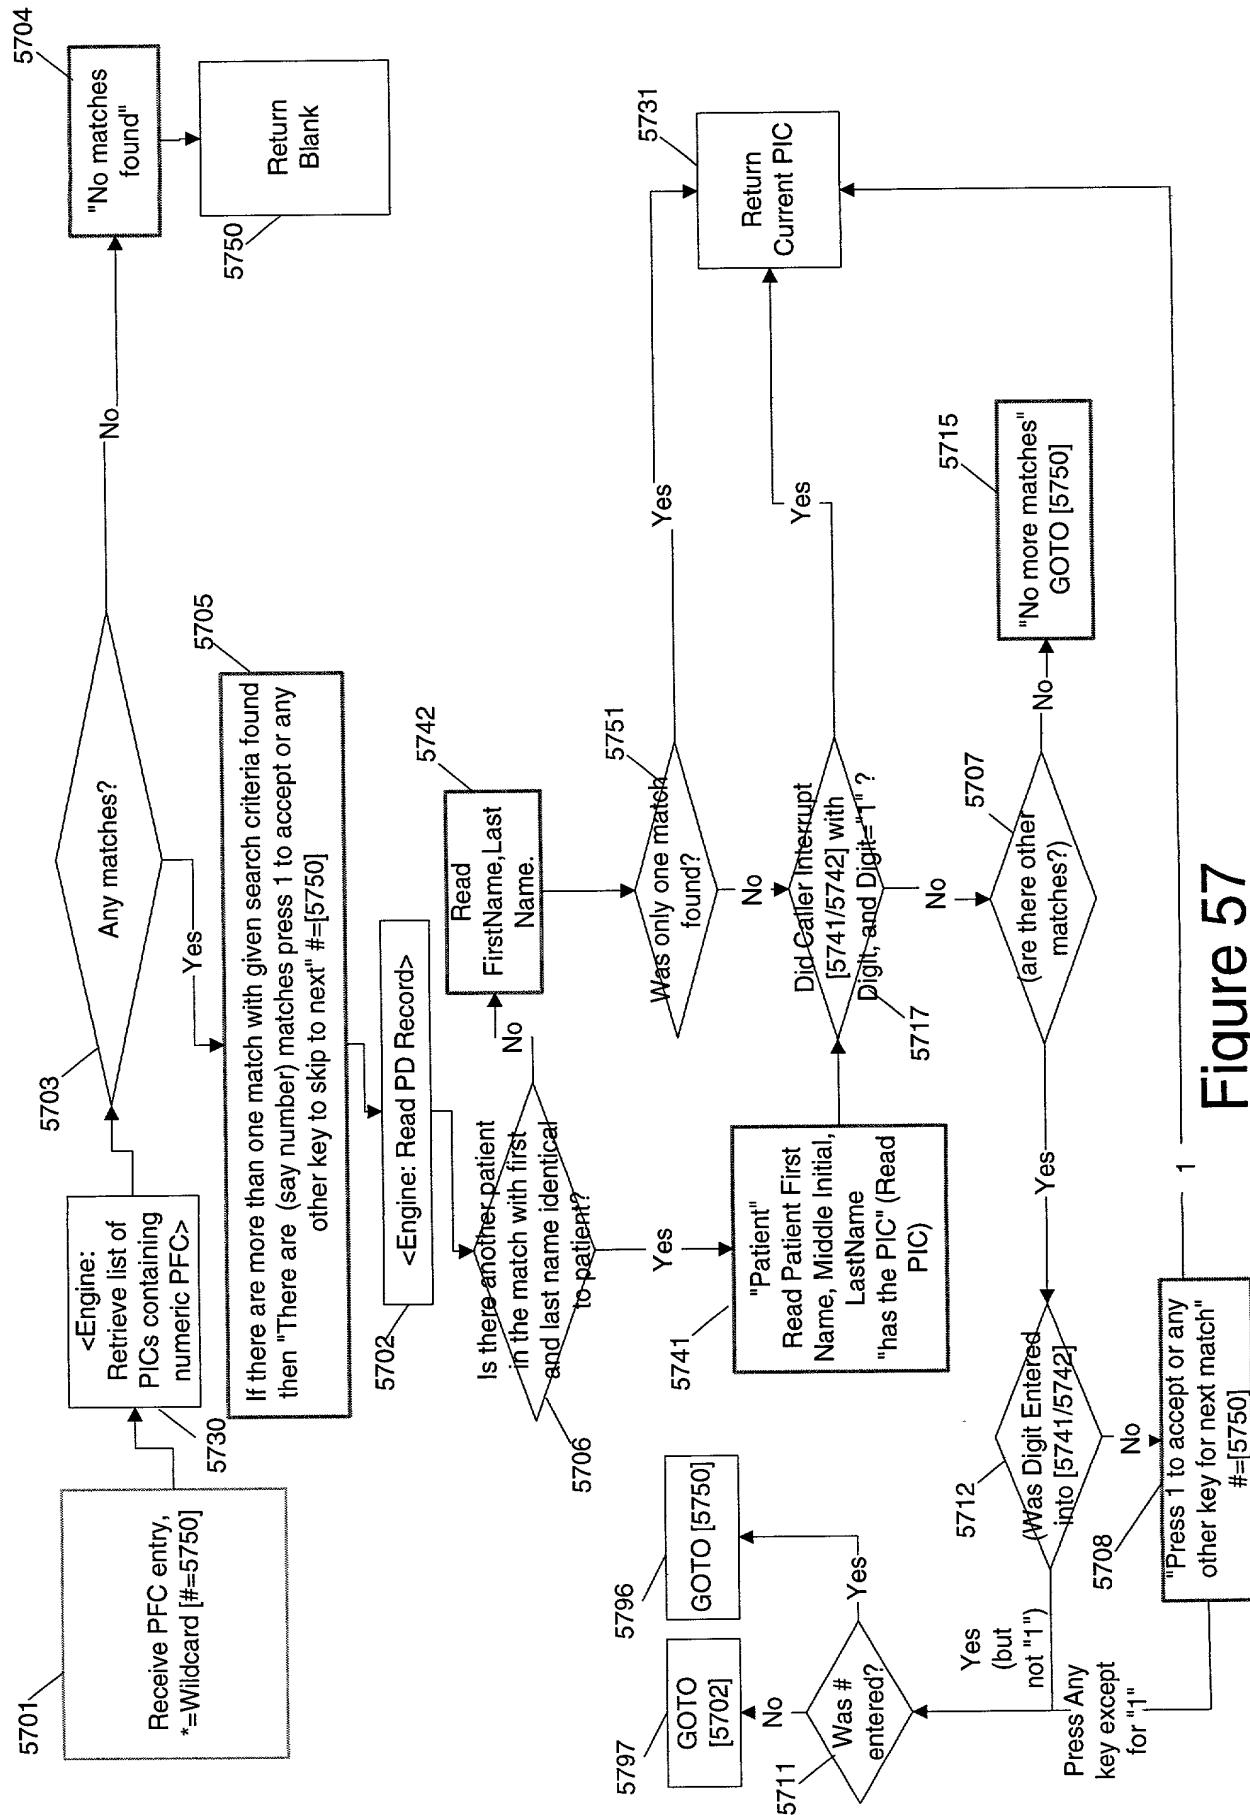 5701
Receive PFC entry,
*=Wildcard [#=5750]
5730
<Engine:
Retrieve list of
PICs containing
numeric PFC>
5703
Any matches?
No
5704
"No matches
found"
5750
Return
Blank
Yes
5705
If there are more than one match with given search criteria found
then "There are (say number) matches press 1 to accept or any
other key to skip to next" #=[5750]
5702
<Engine: Read PD Record>
5706
Is there another patient
in the match with first
and last name identical
to patient?
No
5742
Read
FirstName,Last
Name.
Yes
5741
"Patient"
Read Patient First
Name, Middle Initial,
LastName
"has the PIC" (Read
PIC)
5751
Was only one match
found?
Yes
5731
Return
Current PIC
No
Did Caller Interrupt
[5741/5742] with
Digit, and Digit="1" ?
5717
Yes
No
5707
(are there other
matches?)
No
5715
"No more matches"
GOTO [5750]
Yes
5712
(Was Digit Entered
into [5741/5742]
No
5708
"Press 1 to accept or any
other key for next match"
#=[5750]
1
Yes
(but
not "1")
Press Any
key except
for "1"
5711
Was #
entered?
No
5797
GOTO
[5702]
Yes
5796
GOTO [5750]
Figure 57